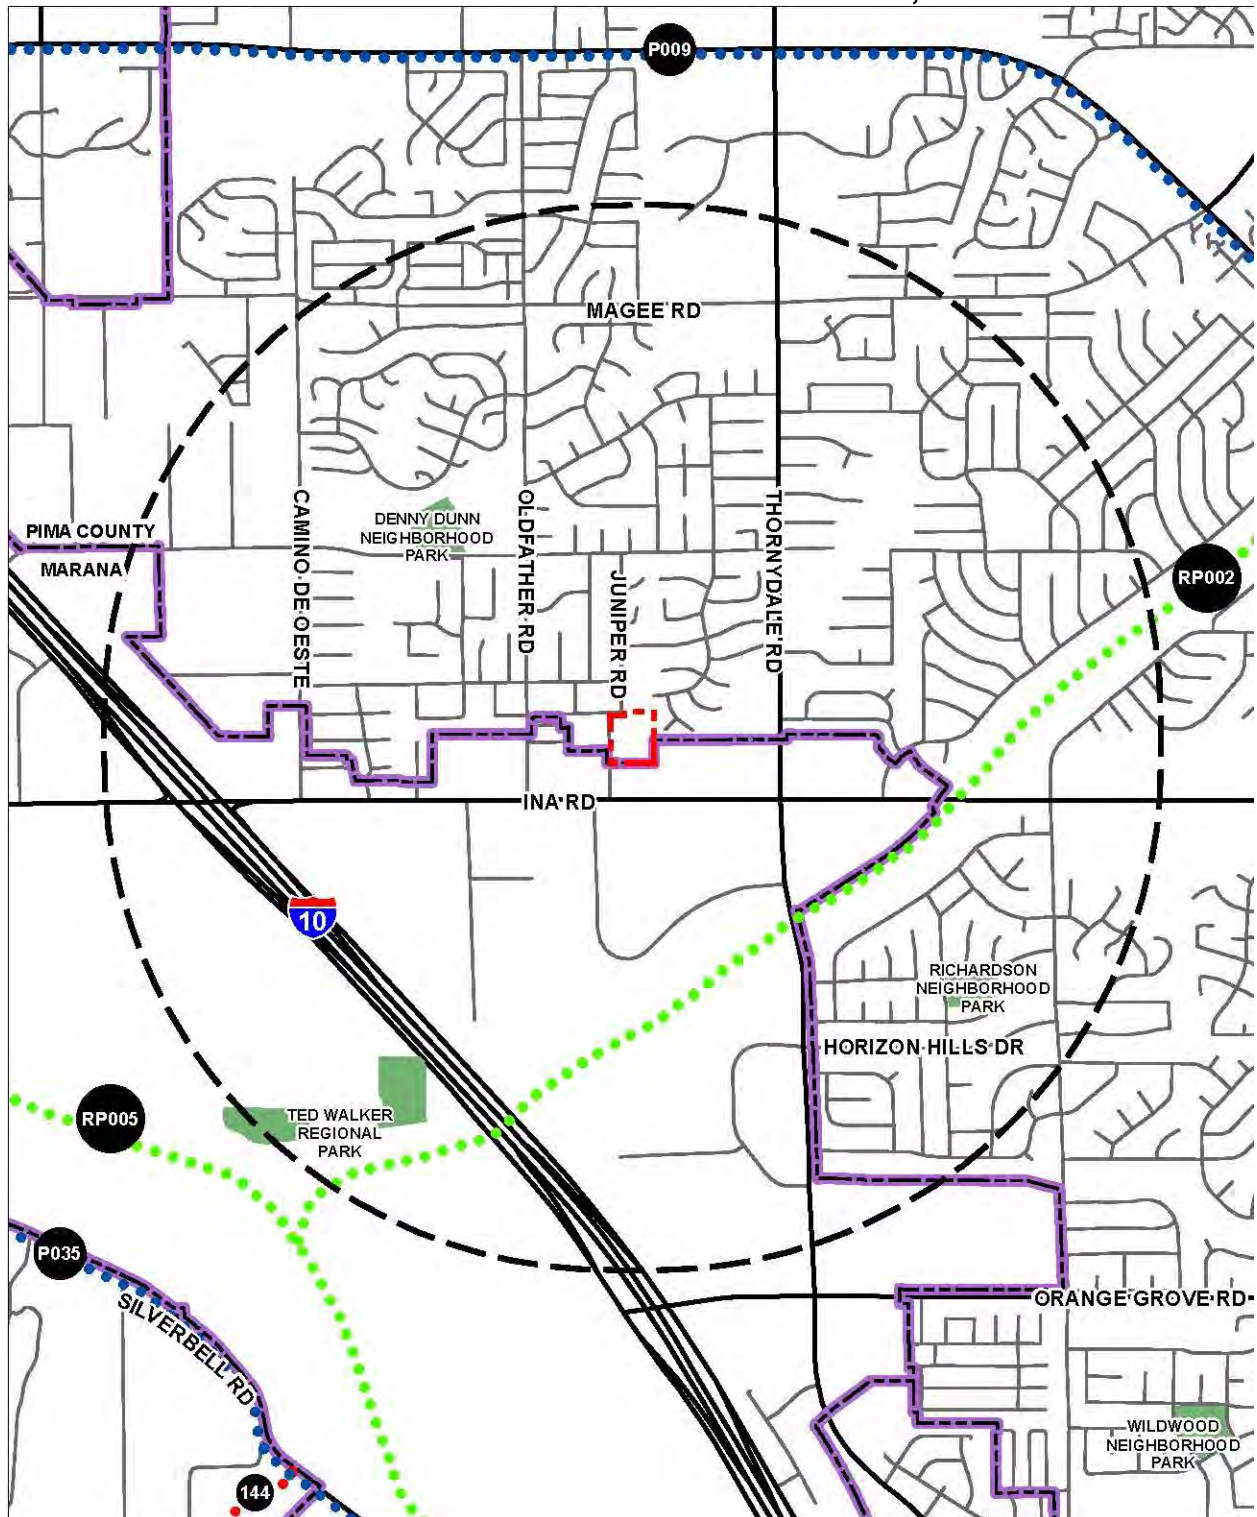 P009
MAGEE RD
CAMINO DE OESTE
OLDFATHER RD
THORNYDALE RD
DENNY DUNN
NEIGHBORHOOD
PARK
PIMA COUNTY
MARANA
JUNIPER RD
RP002
INA RD
10
RICHARDSON
NEIGHBORHOOD
PARK
HORIZON HILLS DR
RP005
TED WALKER
REGIONAL
PARK
P035
SILVERBELL RD
ORANGE GROVE RD
WILDWOOD
NEIGHBORHOOD
PARK
144